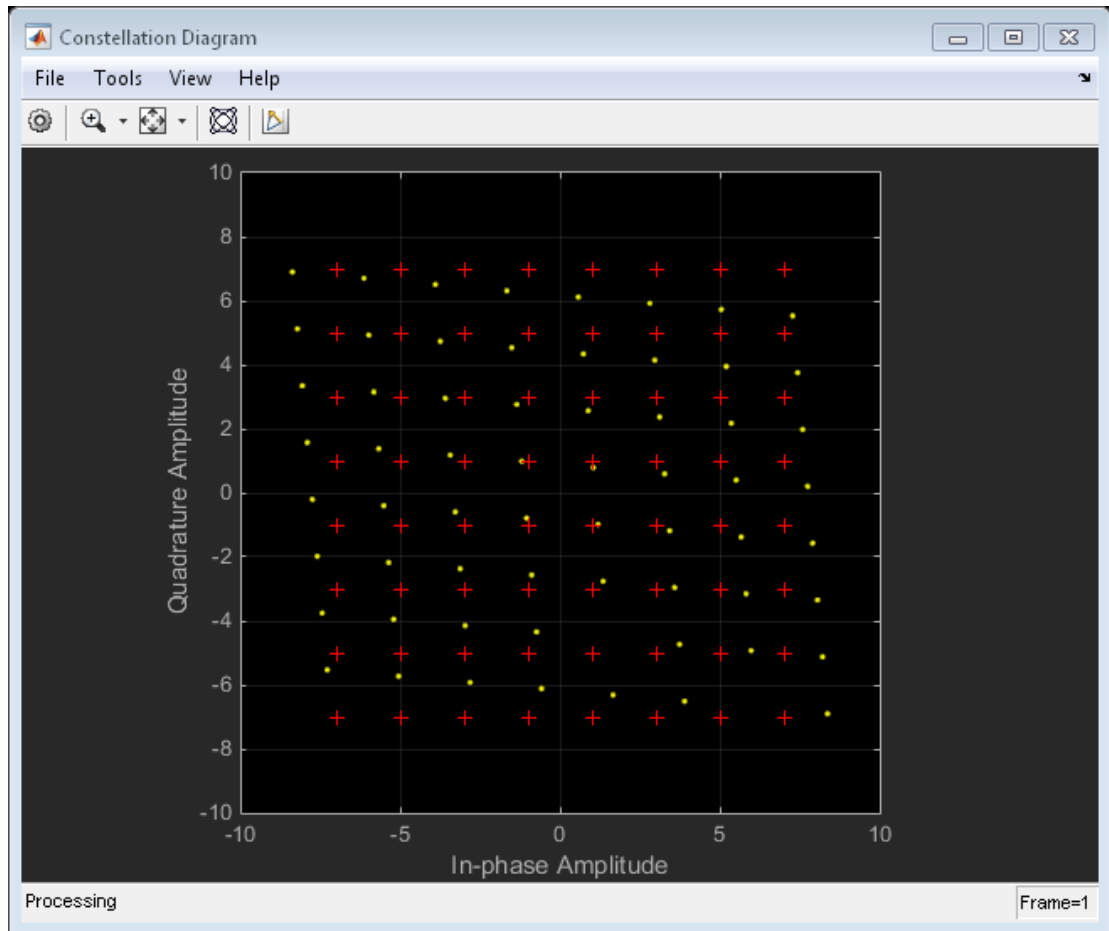 Constellation Diagram
File Tools View Help
10
8
6
4
2
0
-2
-4
-6
-8
-10
Quadrature Amplitude
-10 -5 0 5 10
In-phase Amplitude
Processing Frame=1